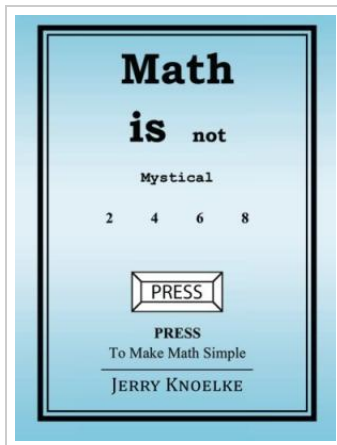 Math
is not
Mystical
2 4 6 8
PRESS
PRESS
To Make Math Simple
JERRY KNOELKE